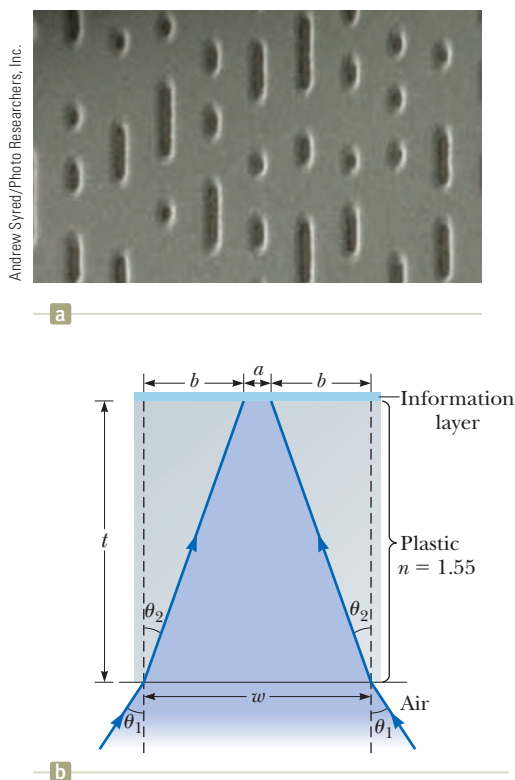 Andrew Syred/Photo Researchers, Inc.
a
b a b
Information
layer
t
Plastic
n = 1.55
θ2 θ2
w
Air
θ1 θ1
b